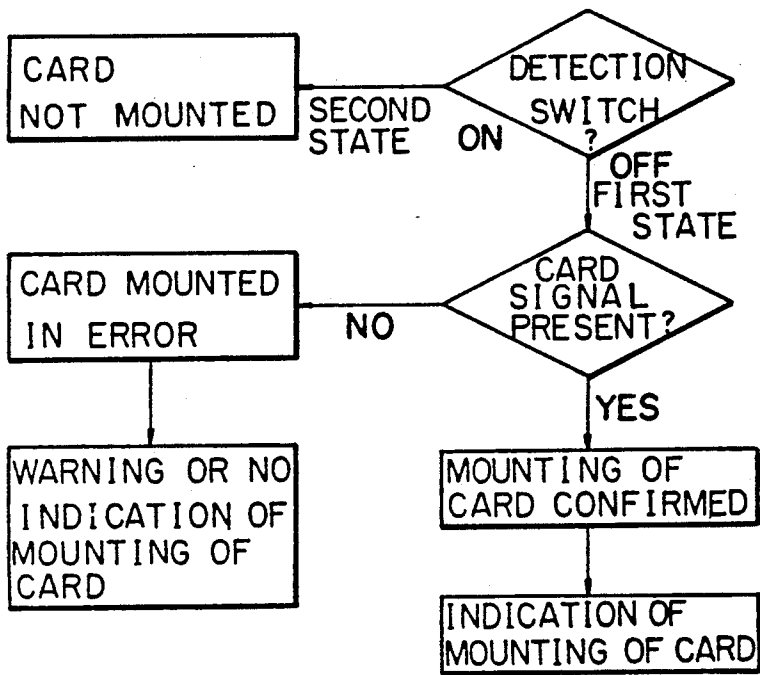 CARD
NOT MOUNTED
DETECTION
SWITCH
?
SECOND
STATE
ON
OFF
FIRST
STATE
CARD MOUNTED
IN ERROR
NO
CARD
SIGNAL
PRESENT?
YES
WARNING OR NO
INDICATION OF
MOUNTING OF
CARD
MOUNTING OF
CARD CONFIRMED
INDICATION OF
MOUNTING OF CARD